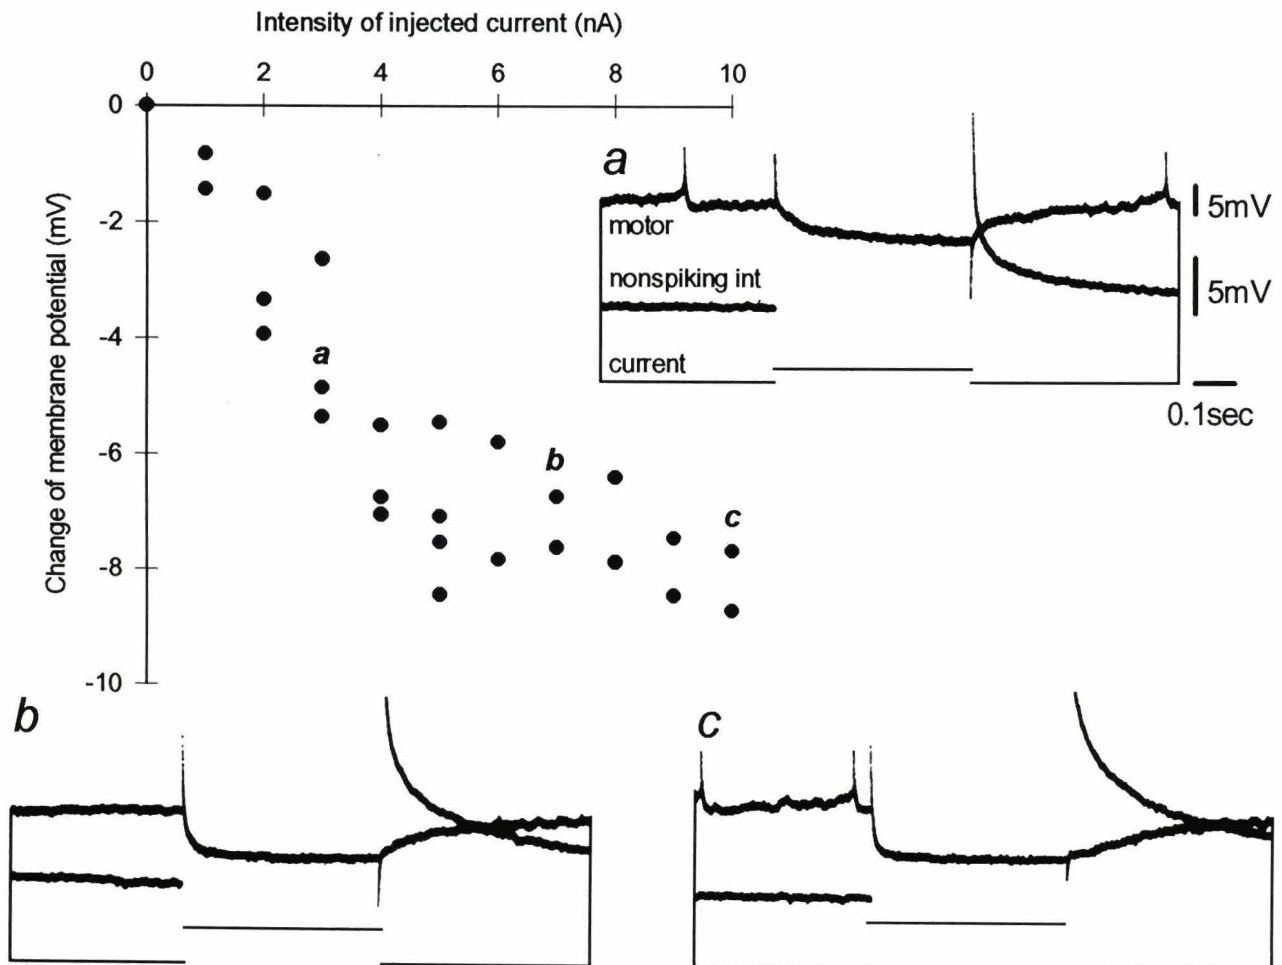 Intensity of injected current (nA)
0 2 4 6 8 10
0
-2
-4
-6
-8
-10
Change of membrane potential (mV)
a
b
c
a
motor
nonspiking int
current
5mV
5mV
0.1sec
b
c